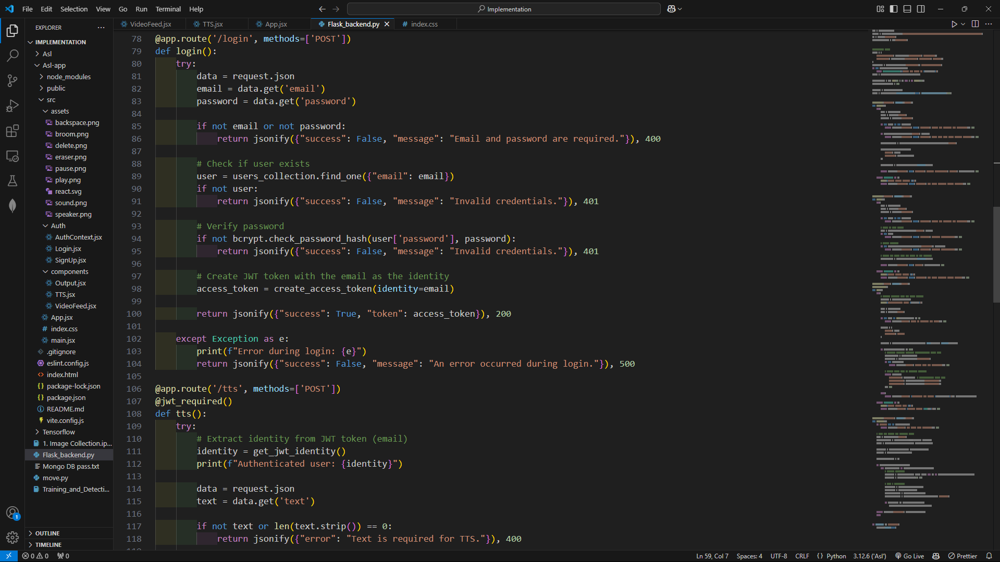 File Edit Selection View Go Run Terminal Help
Implementation
EXPLORER
IMPLEMENTATION
Asl
Asl-app
node_modules
public
src
assets
backspace.png
broom.png
delete.png
eraser.png
pause.png
play.png
react.svg
sound.png
speaker.png
Auth
AuthContext.jsx
Login.jsx
SignUp.jsx
components
Output.jsx
TTS.jsx
VideoFeed.jsx
App.jsx
index.css
main.jsx
.gitignore
eslint.config.js
index.html
package-lock.json
package.json
README.md
vite.config.js
Tensorflow
1. Image Collection.ip...
Flask_backend.py
Mongo DB pass.txt
move.py
Training_and_Detecti...
OUTLINE
TIMELINE
1
VideoFeed.jsx TTS.jsx App.jsx Flask_backend.py index.css
78 @app.route('/login', methods=['POST'])
79 def login():
80 try:
81 data = request.json
82 email = data.get('email')
83 password = data.get('password')
84
85 if not email or not password:
86 return jsonify({"success": False, "message": "Email and password are required."}), 400
87
88 # Check if user exists
89 user = users_collection.find_one({"email": email})
90 if not user:
91 return jsonify({"success": False, "message": "Invalid credentials."}), 401
92
93 # Verify password
94 if not bcrypt.check_password_hash(user['password'], password):
95 return jsonify({"success": False, "message": "Invalid credentials."}), 401
96
97 # Create JWT token with the email as the identity
98 access_token = create_access_token(identity=email)
99
100 return jsonify({"success": True, "token": access_token}), 200
101
102 except Exception as e:
103 print(f"Error during login: {e}")
104 return jsonify({"success": False, "message": "An error occurred during login."}), 500
105
106 @app.route('/tts', methods=['POST'])
107 @jwt_required()
108 def tts():
109 try:
110 # Extract identity from JWT token (email)
111 identity = get_jwt_identity()
112 print(f"Authenticated user: {identity}")
113
114 data = request.json
115 text = data.get('text')
116
117 if not text or len(text.strip()) == 0:
118 return jsonify({"error": "Text is required for TTS."}), 400
0 0 0 Ln 59, Col 7 Spaces: 4 UTF-8 CRLF {} Python 3.12.6 ('Asl') Go Live Prettier